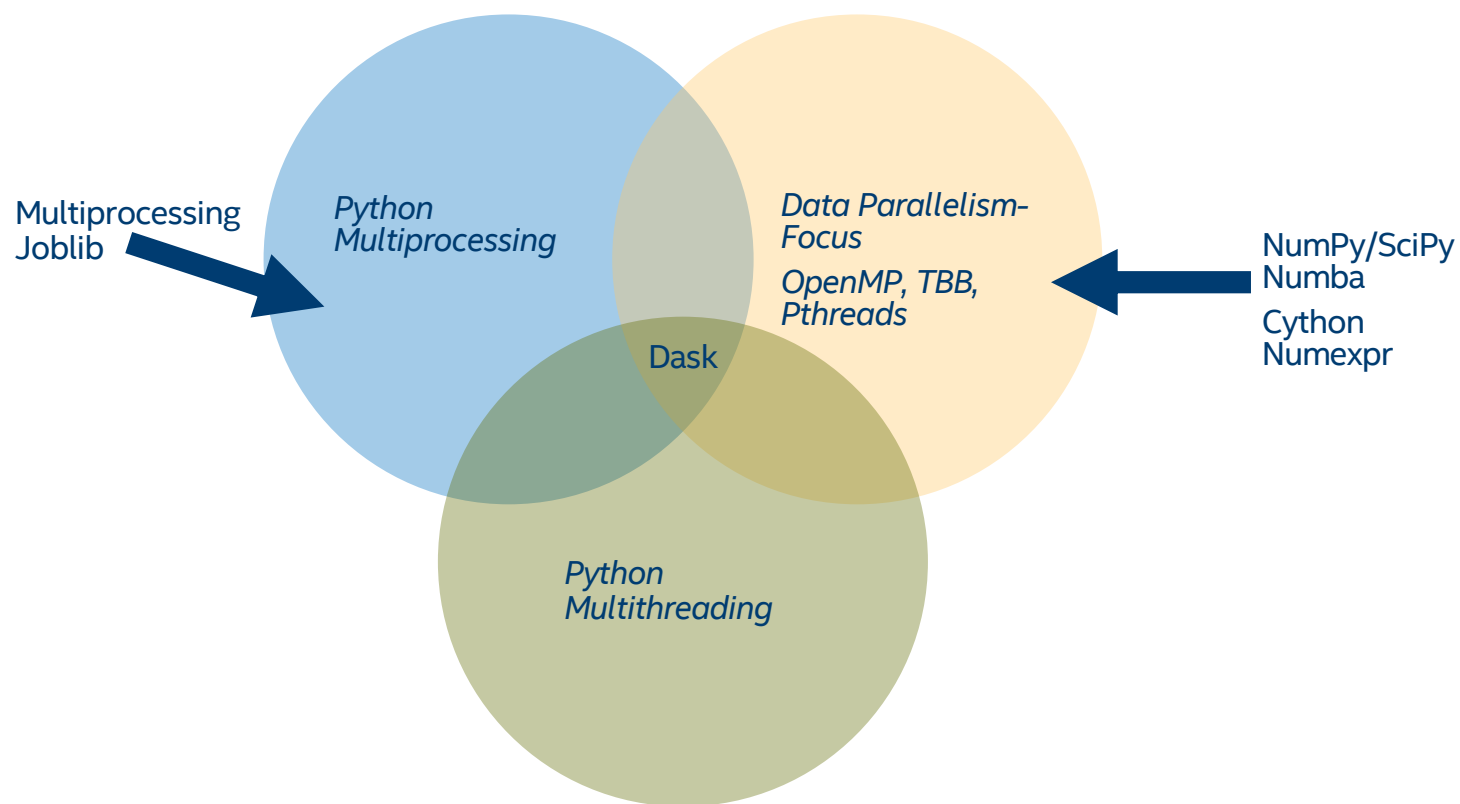 Multiprocessing
Joblib
Python
Multiprocessing
Data Parallelism-
Focus
OpenMP, TBB,
Pthreads
NumPy/SciPy
Numba
Cython
Numexpr
Dask
Python
Multithreading